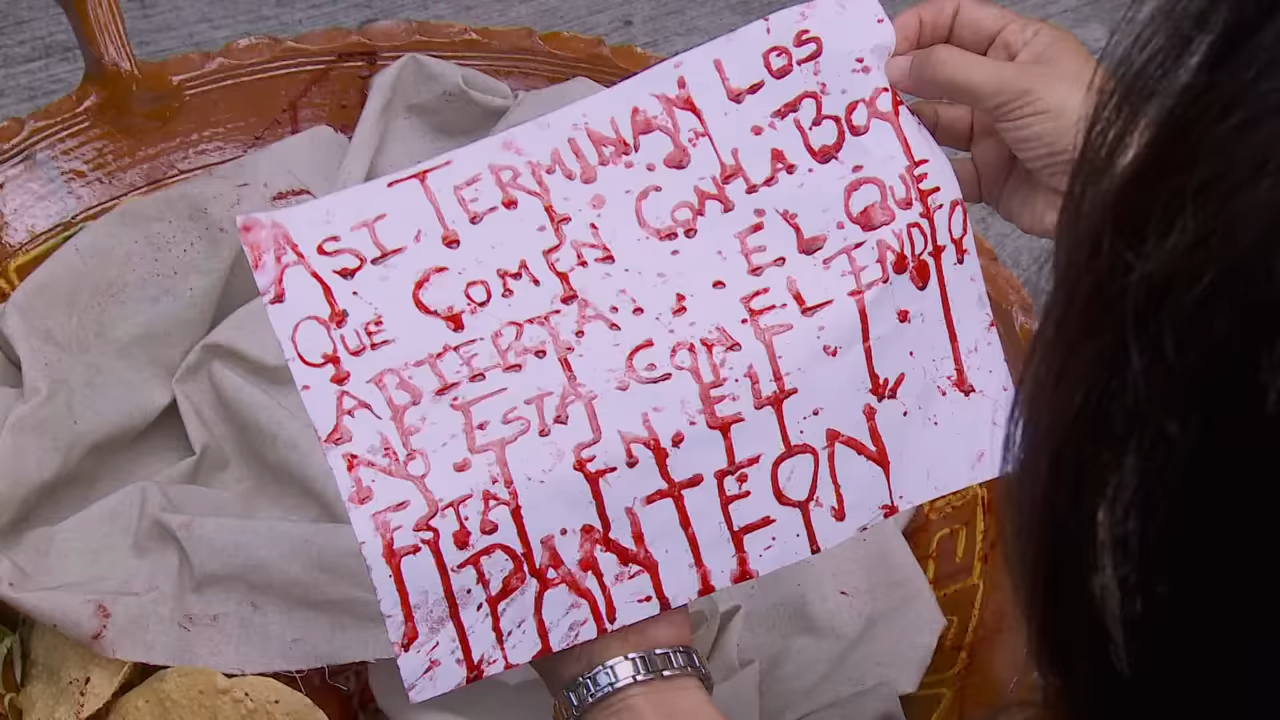 ASI TERMINAN LOS
QUE COMEN CON LA BOCA
ABIERTA... EL QUE
NO ESTA CON EL TENDIO
ESTA EN EL
PANTEON